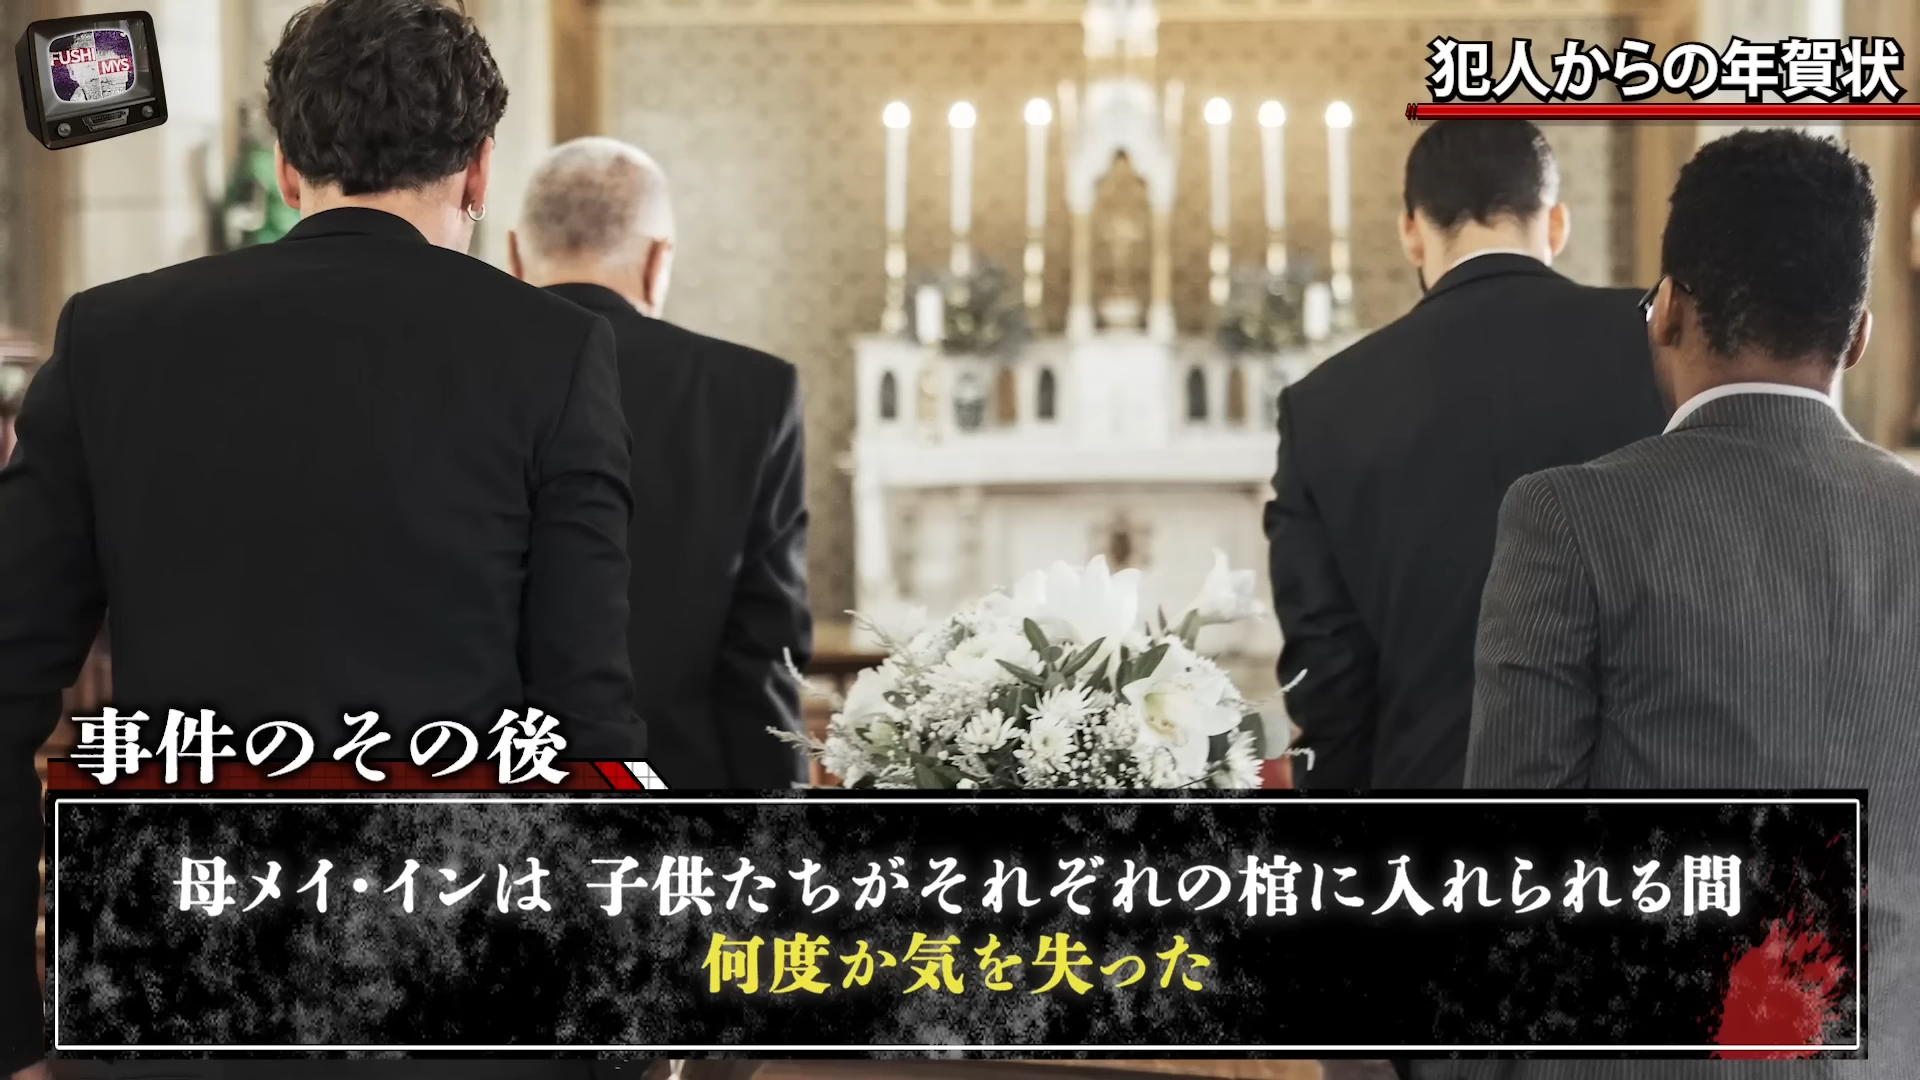 FUSHI
MYS
犯人からの年賀状
事件のその後
母メイ・インは 子供たちがそれぞれの棺に入れられる間
何度か気を失った